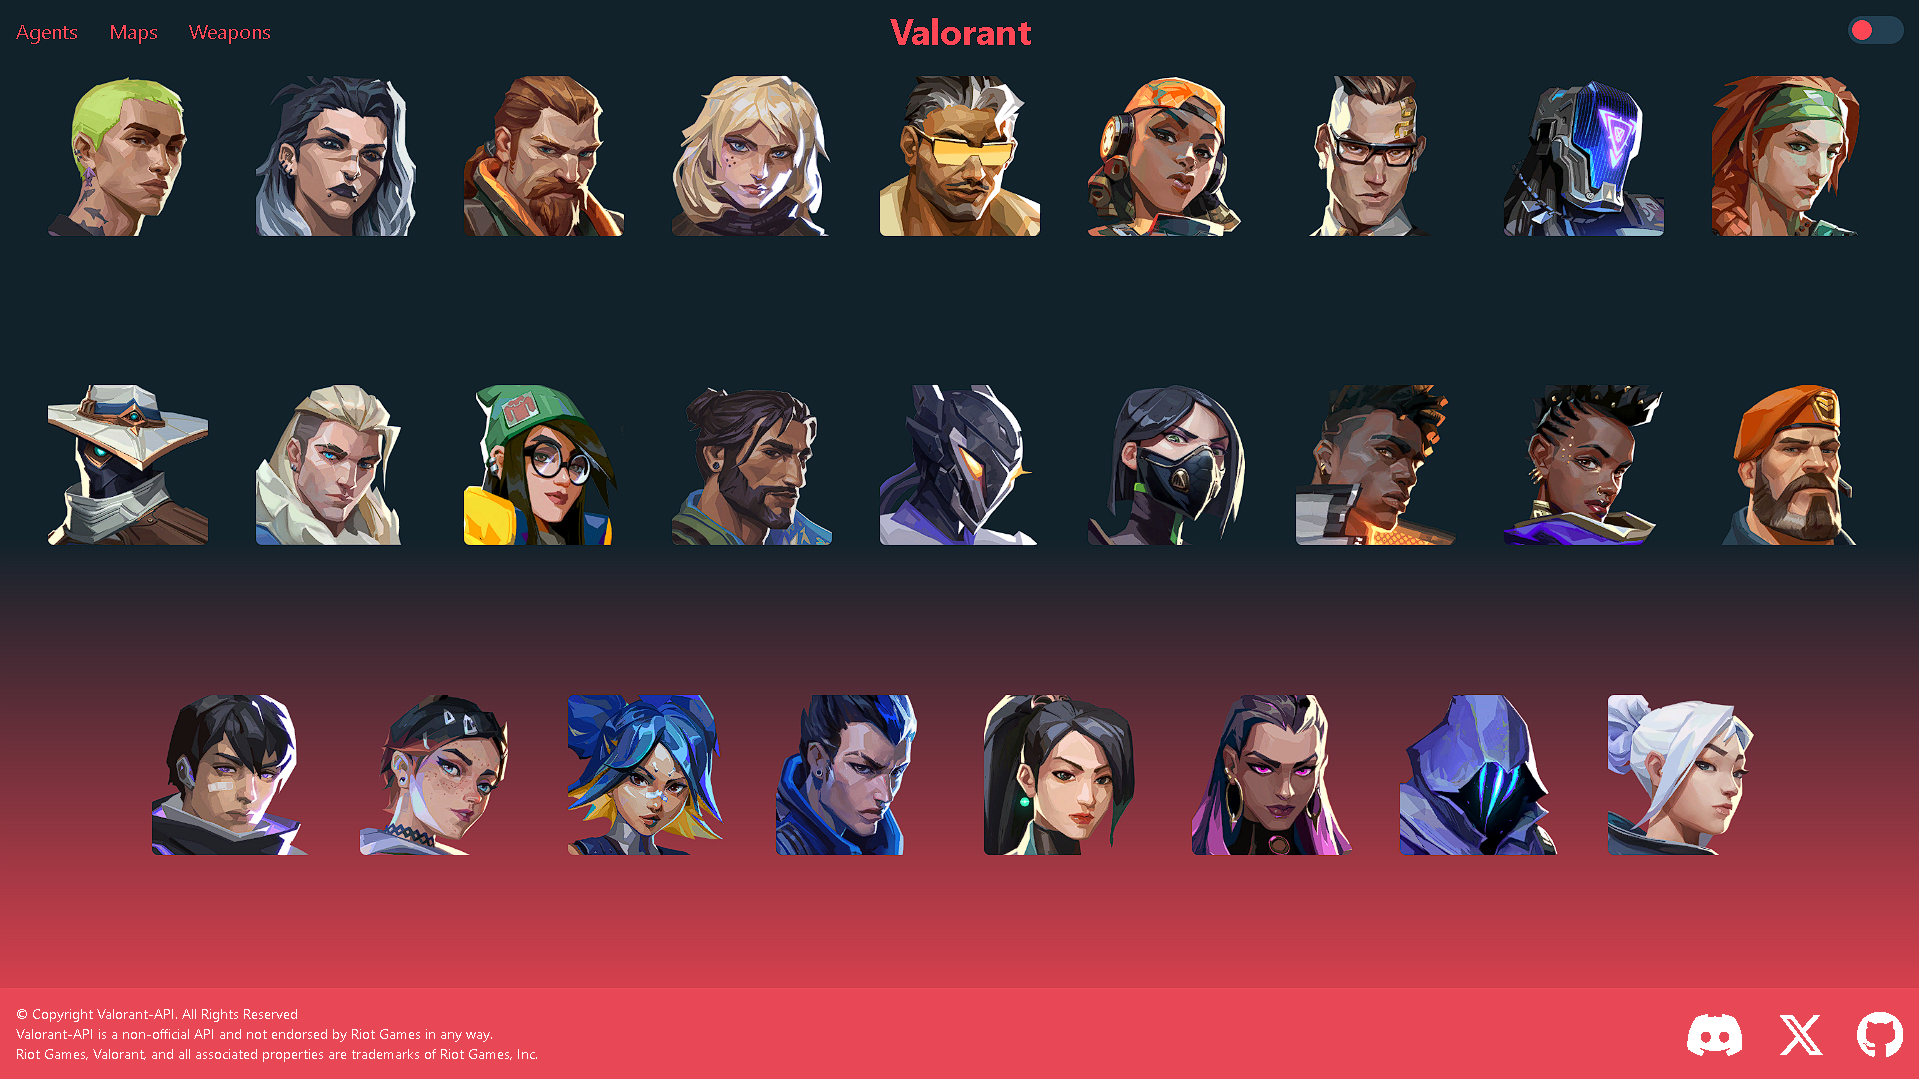 Agents
Maps
Weapons
Valorant
© Copyright Valorant-API. All Rights Reserved
Valorant-API is a non-official API and not endorsed by Riot Games in any way.
Riot Games, Valorant, and all associated properties are trademarks of Riot Games, Inc.